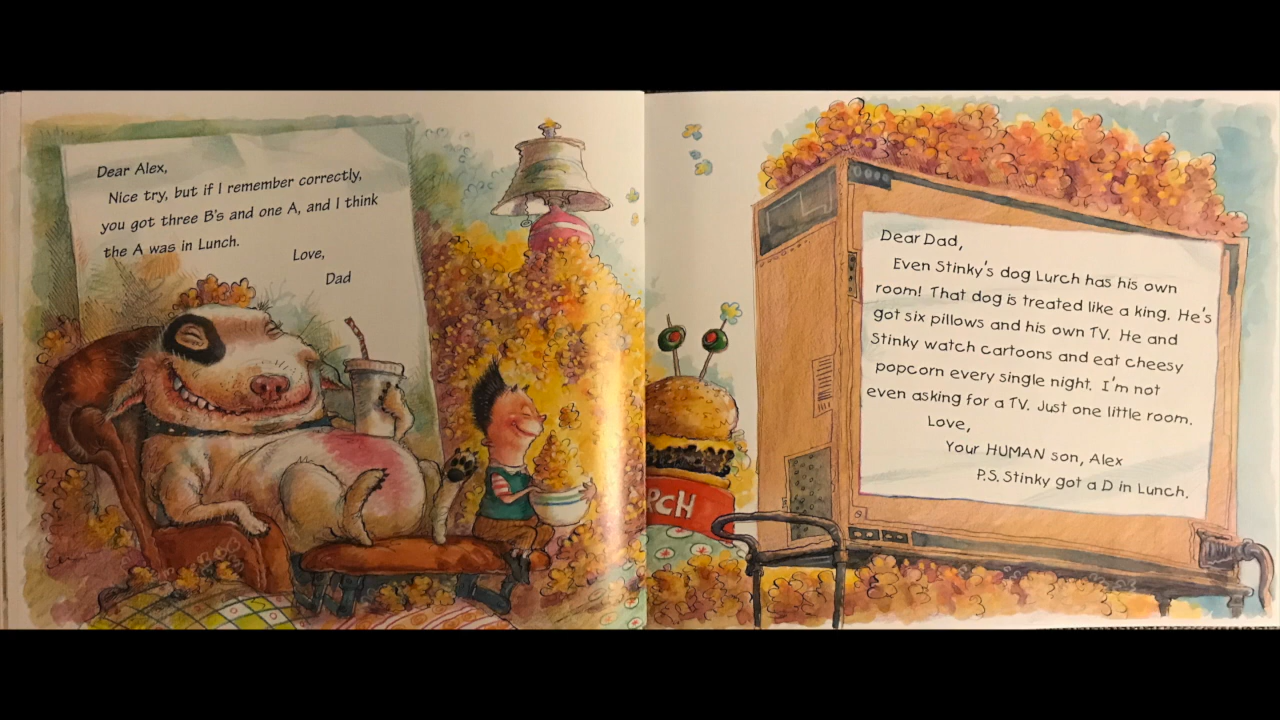 Dear Alex,
Nice try, but if I remember correctly,
you got three B's and one A, and I think
the A was in Lunch.
Love,
Dad
RCH
Dear Dad,
Even Stinky's dog Lurch has his own
room! That dog is treated like a king. He's
got six pillows and his own TV. He and
Stinky watch cartoons and eat cheesy
popcorn every single night. I'm not
even asking for a TV. Just one little room.
Love,
Your HUMAN son, Alex
P.S. Stinky got a D in Lunch.